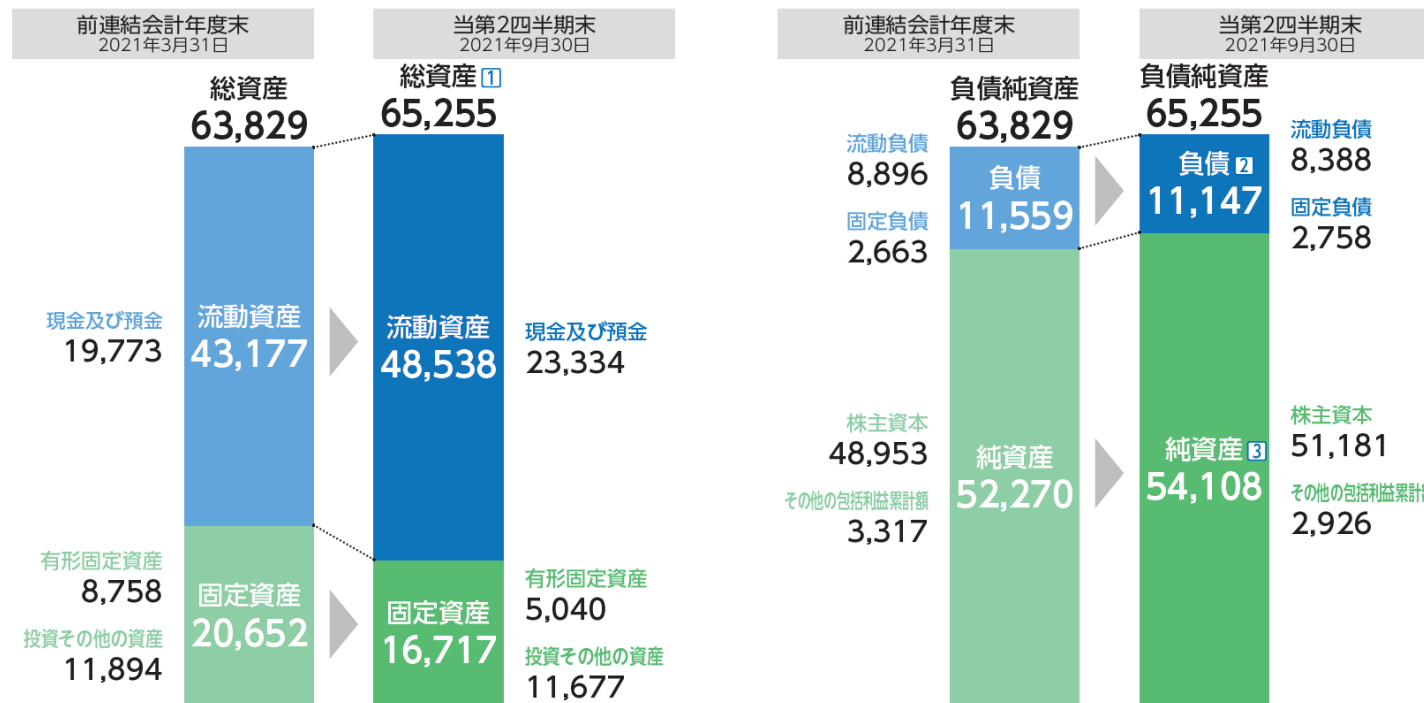 前連結会計年度末
2021年3月31日
当第2四半期末
2021年9月30日
総資産
63,829
総資産 1
65,255
現金及び預金
19,773
流動資産
43,177
流動資産
48,538
現金及び預金
23,334
有形固定資産
8,758
投資その他の資産
11,894
固定資産
20,652
固定資産
16,717
有形固定資産
5,040
投資その他の資産
11,677
前連結会計年度末
2021年3月31日
当第2四半期末
2021年9月30日
負債純資産
63,829
負債純資産
65,255
流動負債
8,896
固定負債
2,663
負債
11,559
負債 2
11,147
流動負債
8,388
固定負債
2,758
株主資本
48,953
その他の包括利益累計額
3,317
純資産
52,270
純資産 3
54,108
株主資本
51,181
その他の包括利益累計
2,926